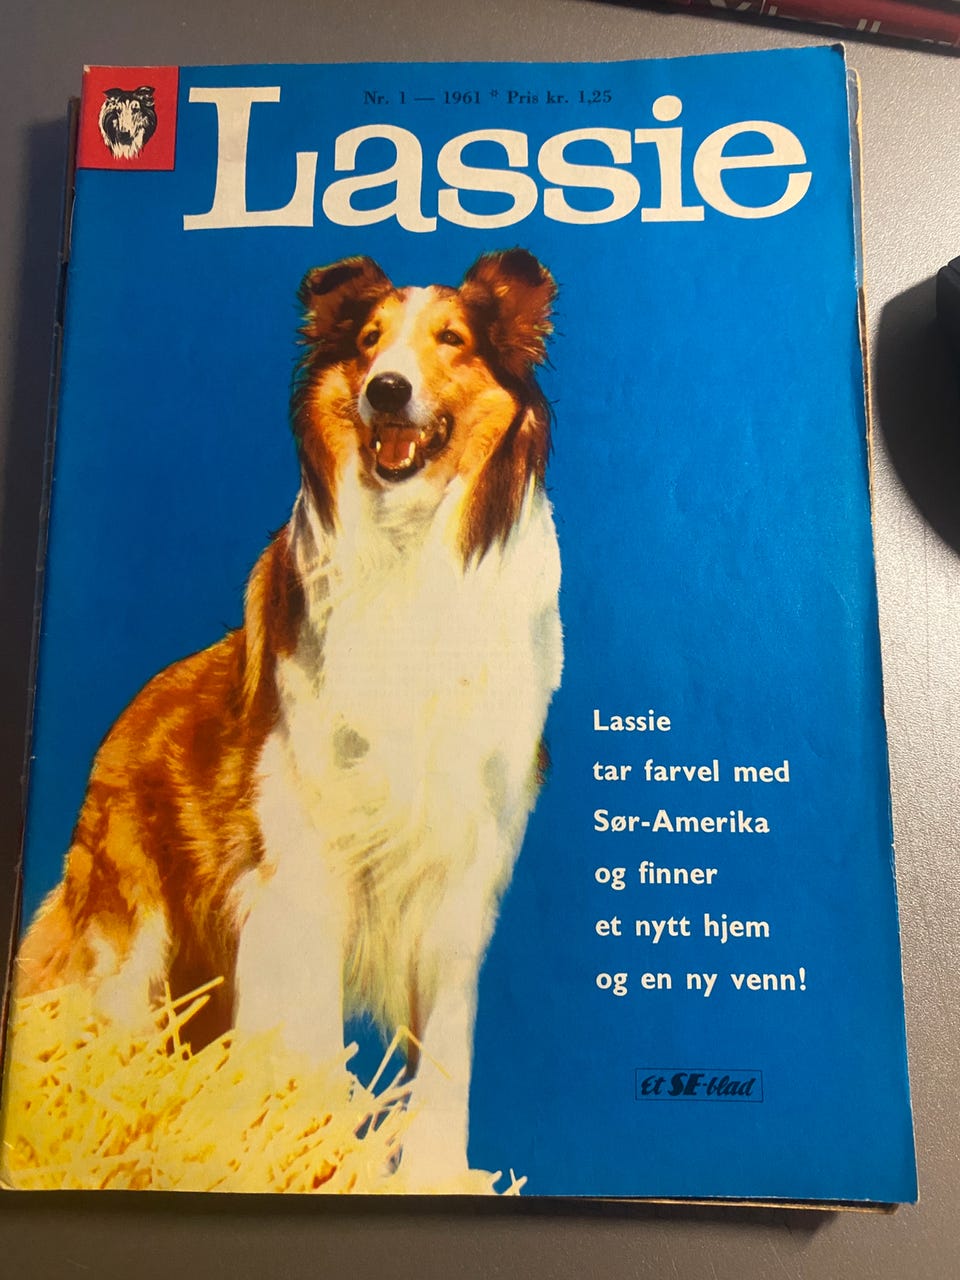 Nr. 1 — 1961 * Pris kr. 1,25
Lassie
Lassie
tar farvel med
Sør-Amerika
og finner
et nytt hjem
og en ny venn!
Et SE-blad